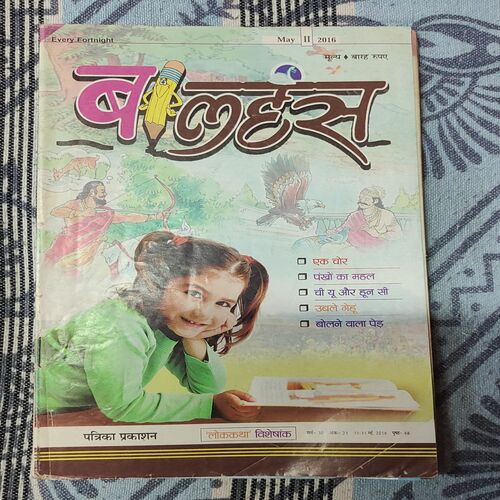 Every Fortnight
May II 2016
मूल्य ♦ बारह रुपए
बालहंस
एक चोर
पंखों का महल
ची यू और हून सी
उबले गेहूं
बोलने वाला पेड़
पत्रिका प्रकाशन
'लोककथा' विशेषांक